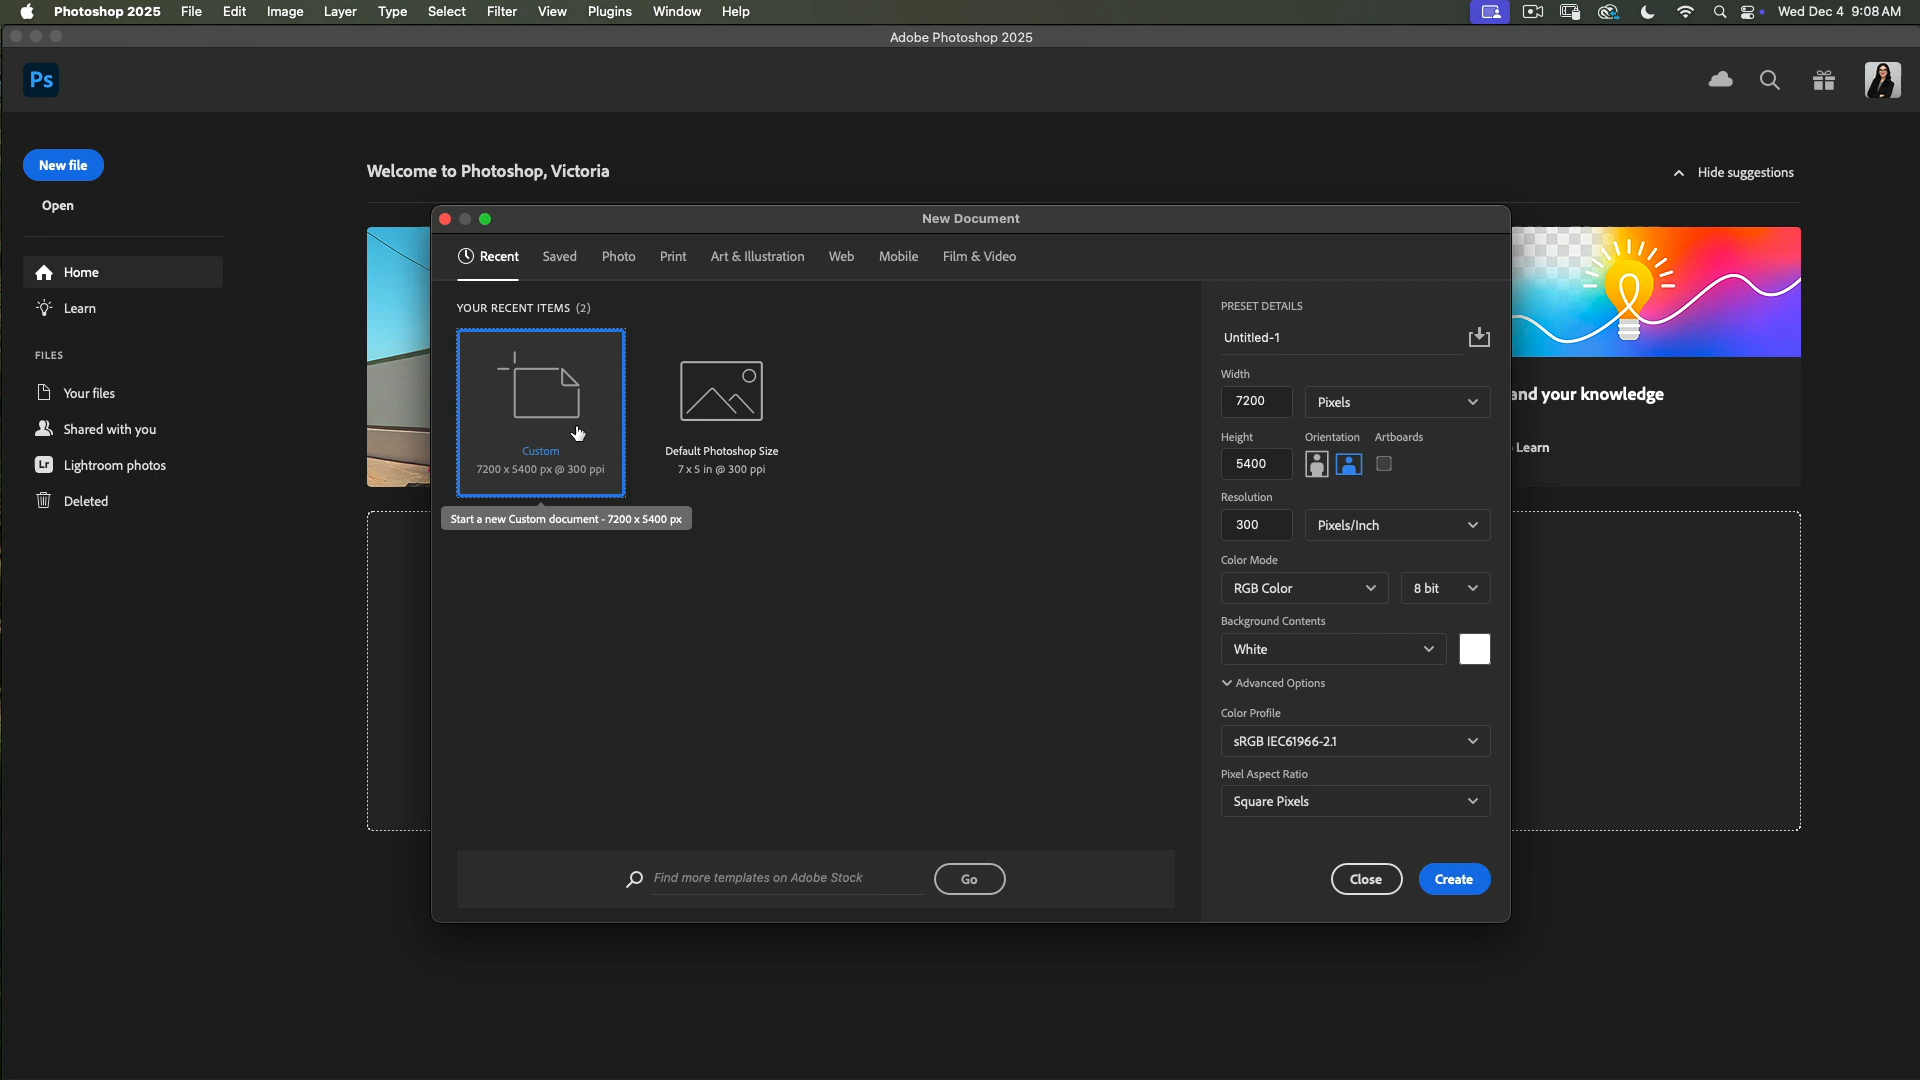 Photoshop 2025 File Edit Image Layer Type Select Filter View Plugins Window Help Wed Dec 4 9:08 AM
Adobe Photoshop 2025
Ps
New file
Open
Home
Learn
FILES
Your files
Shared with you
Lr Lightroom photos
Deleted
Welcome to Photoshop, Victoria
Hide suggestions
New Document
Recent Saved Photo Print Art & Illustration Web Mobile Film & Video
YOUR RECENT ITEMS (2)
Custom
7200 x 5400 px @ 300 ppi
Default Photoshop Size
7 x 5 in @ 300 ppi
Start a new Custom document - 7200 x 5400 px
Find more templates on Adobe Stock
Go
PRESET DETAILS
Untitled-1
Width
7200 Pixels
Height Orientation Artboards
5400
Resolution
300 Pixels/Inch
Color Mode
RGB Color 8 bit
Background Contents
White
Advanced Options
Color Profile
sRGB IEC61966-2.1
Pixel Aspect Ratio
Square Pixels
Close Create
and your knowledge
Learn